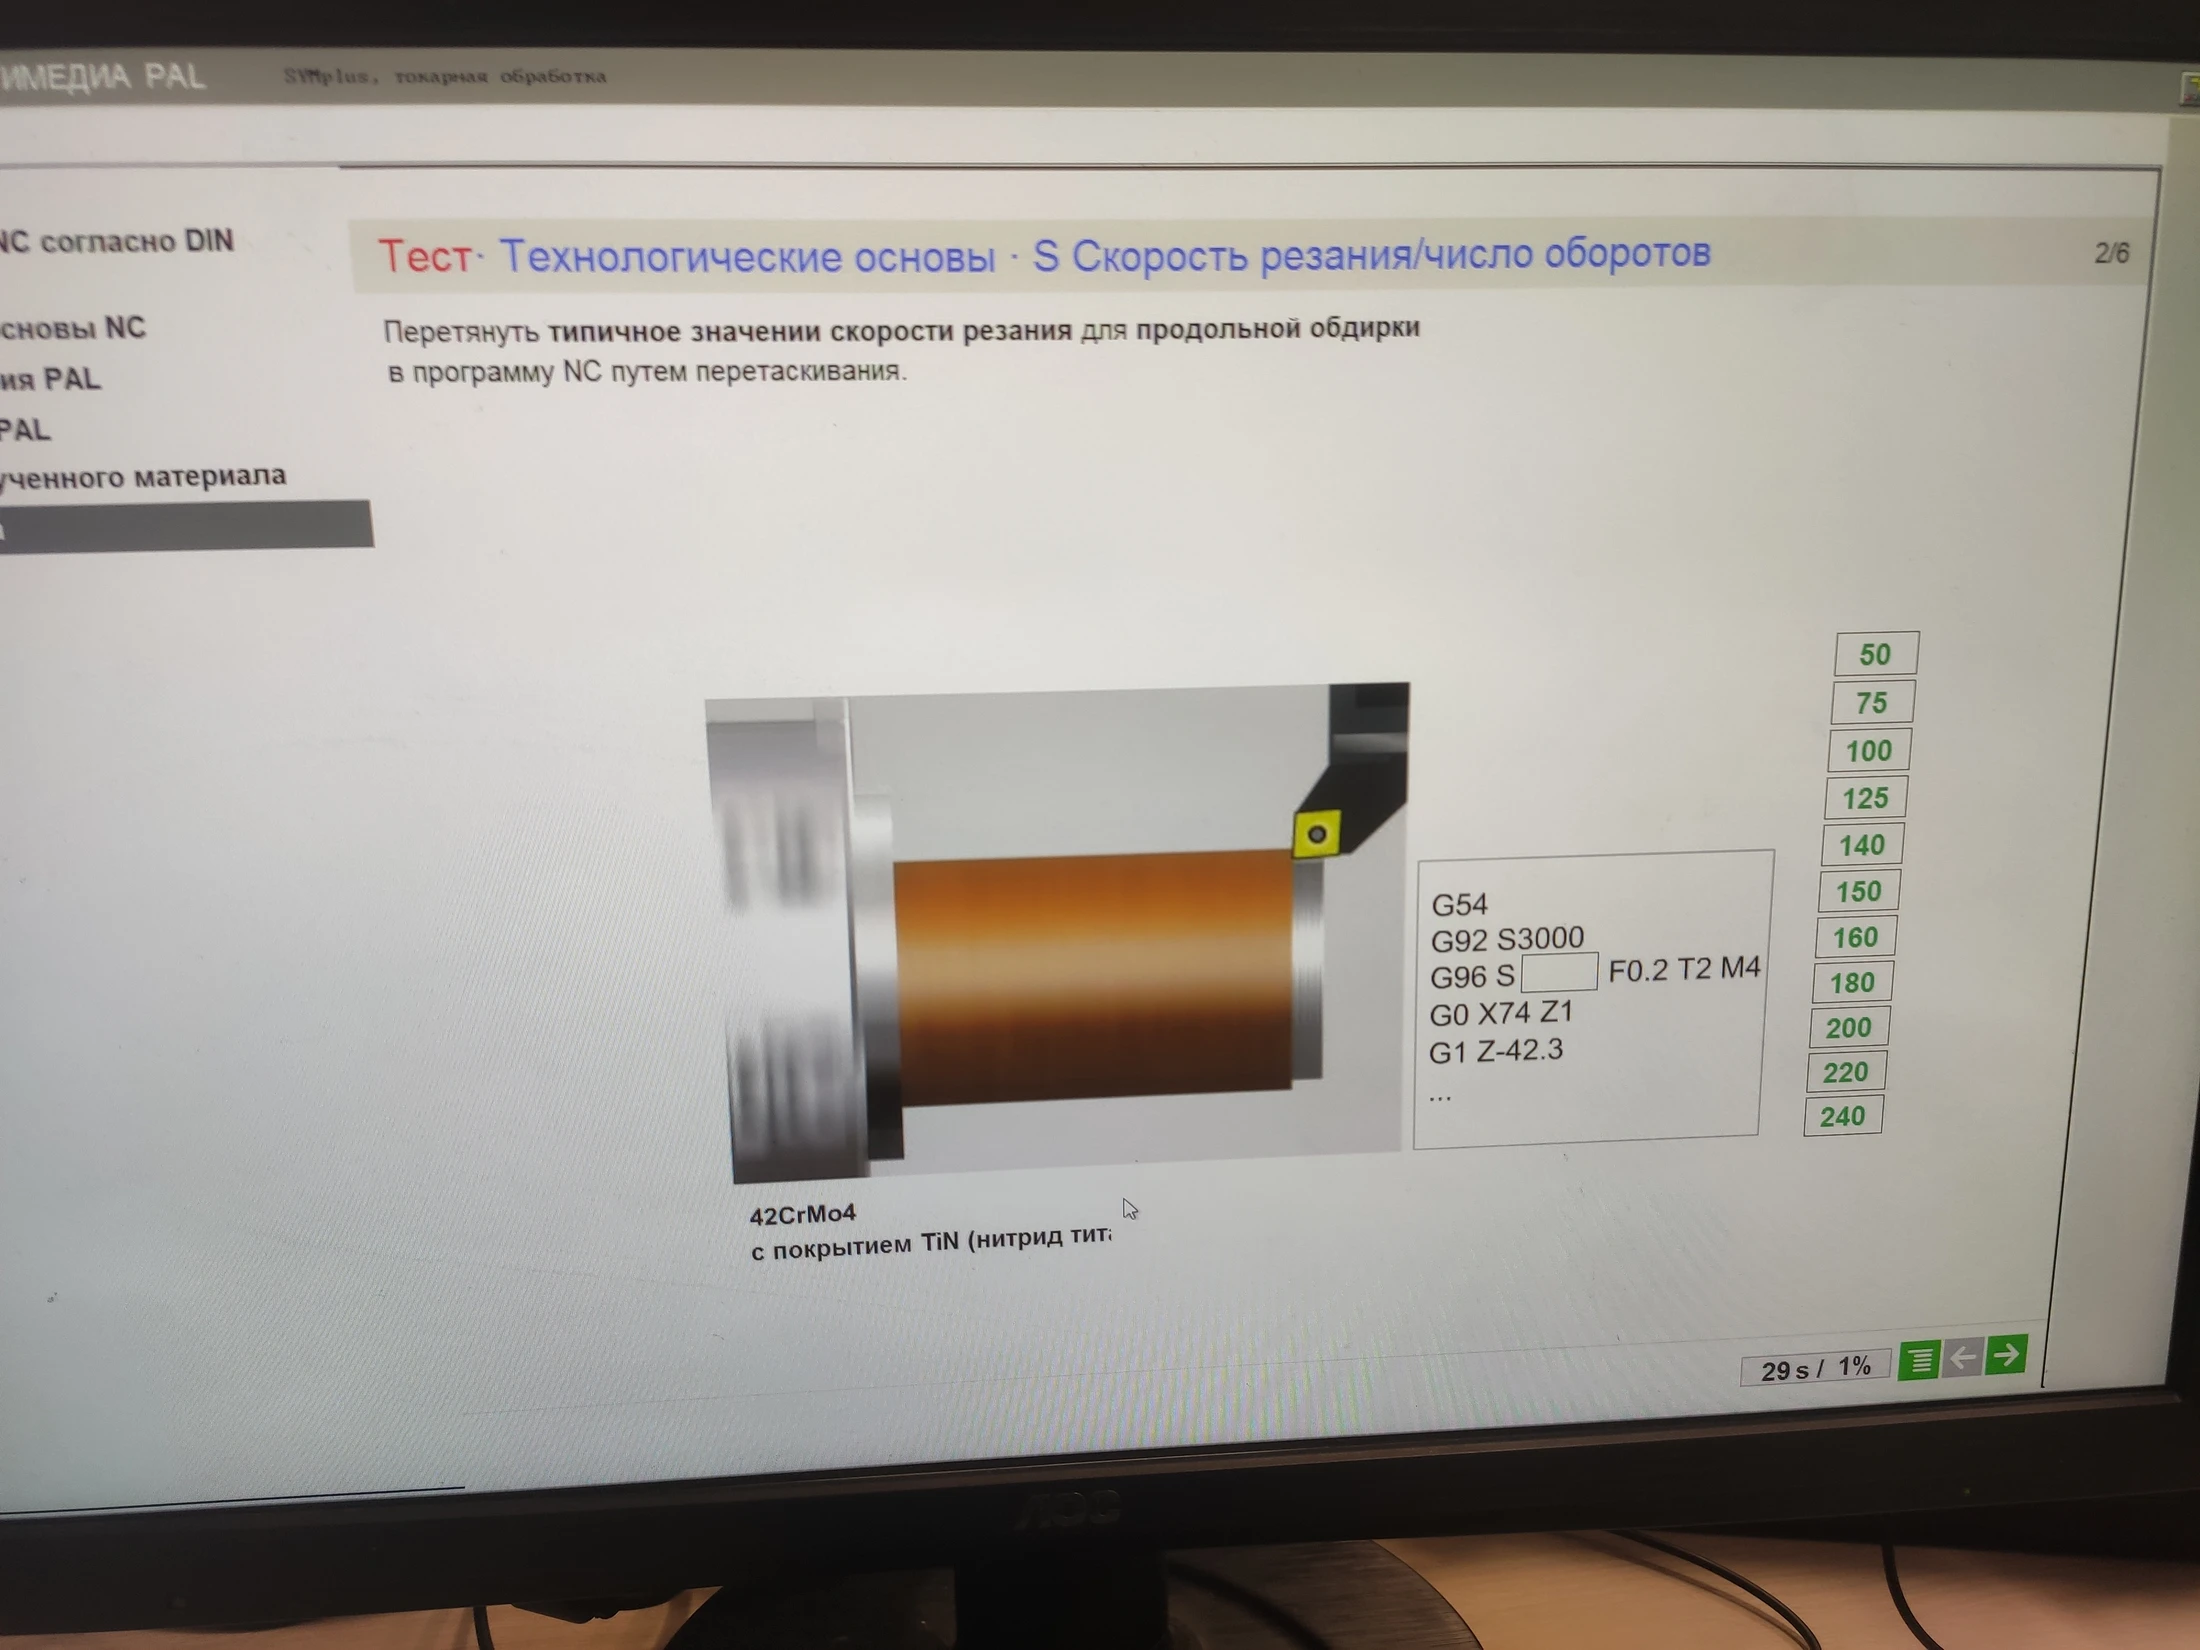 ИМЕДИА PAL
SYMplus, токарная обработка
NC согласно DIN
сновы NC
ия PAL
PAL
ученного материала
Тест· Технологические основы · S Скорость резания/число оборотов
2/6
Перетянуть типичное значении скорости резания для продольной обдирки
в программу NC путем перетаскивания.
50
75
100
125
140
150
160
180
200
220
240
G54
G92 S3000
G96 S F0.2 T2 M4
G0 X74 Z1
G1 Z-42.3
...
42CrMo4
с покрытием TiN (нитрид тит
29 s / 1%
AOC